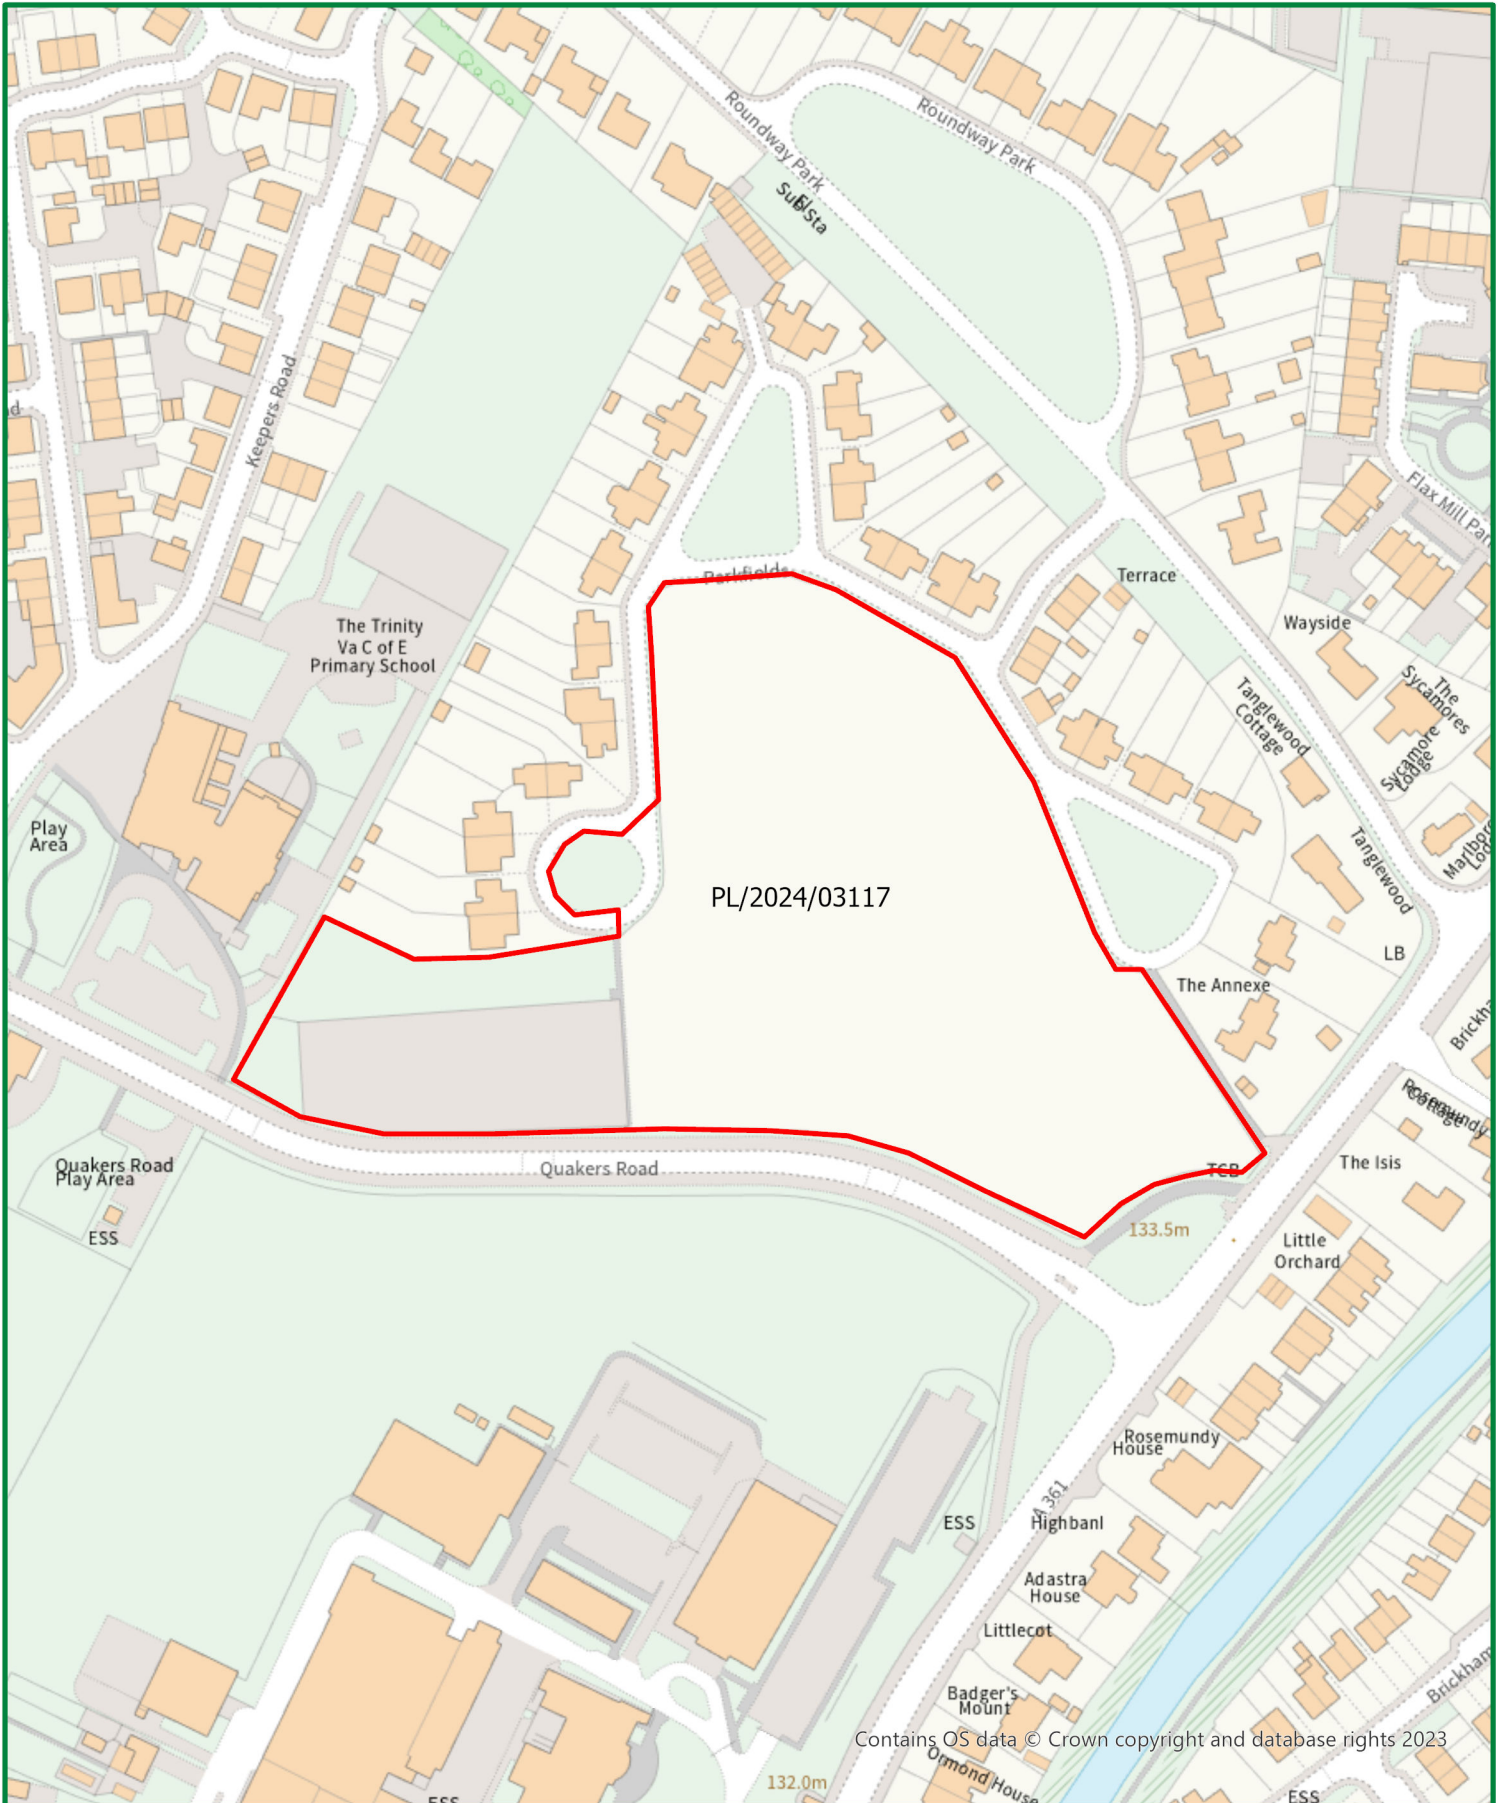 Roundway Park
Roundway Park
El
Sub Sta
Keepers Road
Flax Mill Park
Parkfields
Terrace
Wayside
The Trinity
Va C of E
Primary School
The
Sycamores
Tanglewood
Cottage
Sycamore
Lodge
Play
Area
Tanglewood
PL/2024/03117
LB
The Annexe
Rosemundy
Cottage
TCB
The Isis
Quakers Road
Quakers Road
Play Area
ESS
133.5m
Little
Orchard
Rosemundy
House
A 361
ESS
Highbanl
Adastra
House
Littlecot
Badger's
Mount
Contains OS data © Crown copyright and database rights 2023
Ormond House
132.0m
ESS
ESS